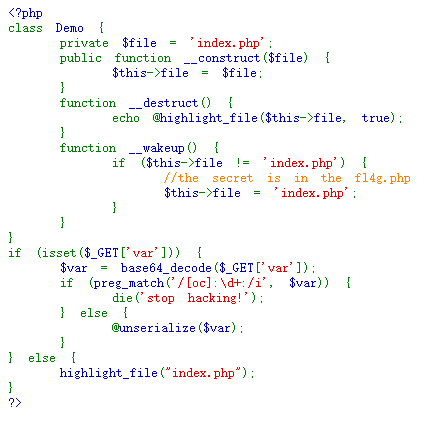 <?php
class Demo {
private $file = 'index.php';
public function __construct($file) {
$this->file = $file;
}
function __destruct() {
echo @highlight_file($this->file, true);
}
function __wakeup() {
if ($this->file != 'index.php') {
//the secret is in the fl4g.php
$this->file = 'index.php';
}
}
}
if (isset($_GET['var'])) {
$var = base64_decode($_GET['var']);
if (preg_match('/[oc]:\d+:/i', $var)) {
die('stop hacking!');
} else {
@unserialize($var);
}
} else {
highlight_file("index.php");
}
?>